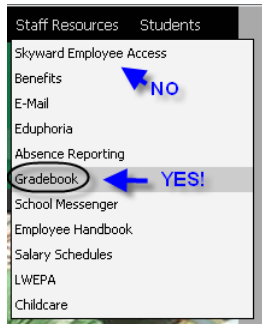 Staff Resources Students
Skyward Employee Access
NO
Benefits
E-Mail
Eduphoria
Absence Reporting
Gradebook YES!
School Messenger
Employee Handbook
Salary Schedules
LWEPA
Childcare